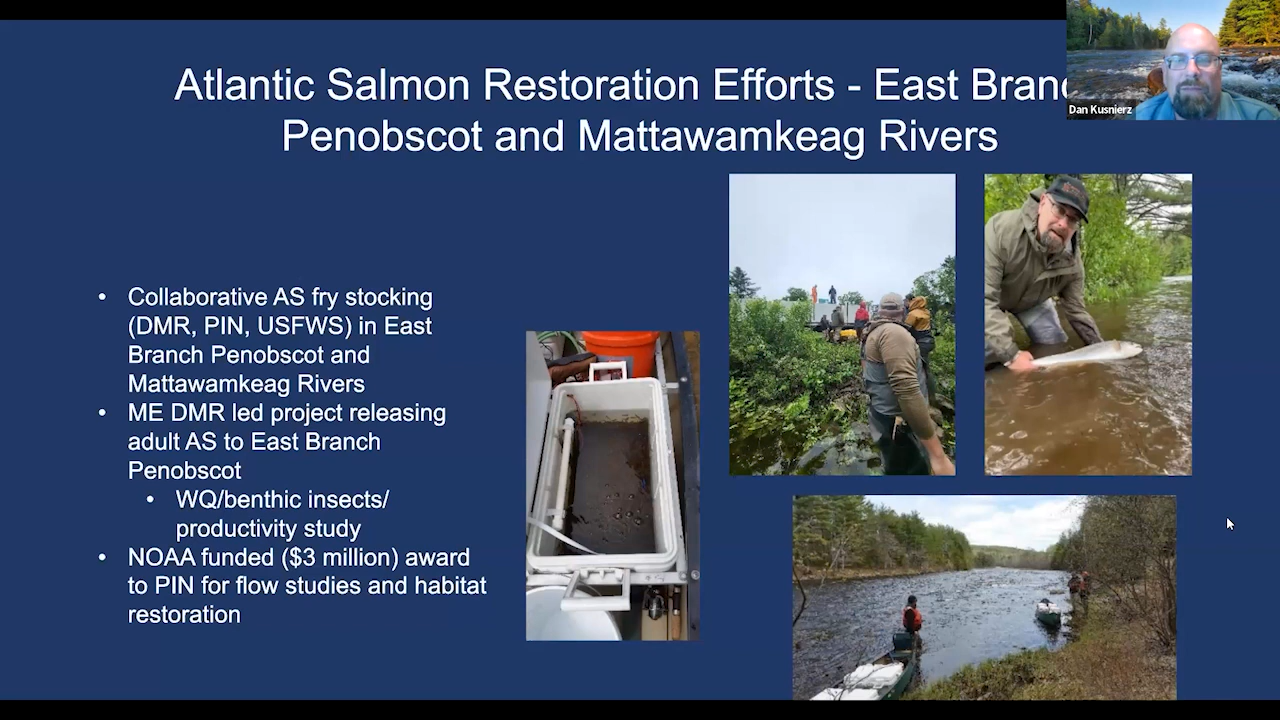 Atlantic Salmon Restoration Efforts - East Branc
Penobscot and Mattawamkeag Rivers
Dan Kusnierz
• Collaborative AS fry stocking
(DMR, PIN, USFWS) in East
Branch Penobscot and
Mattawamkeag Rivers
• ME DMR led project releasing
adult AS to East Branch
Penobscot
• WQ/benthic insects/
productivity study
• NOAA funded ($3 million) award
to PIN for flow studies and habitat
restoration